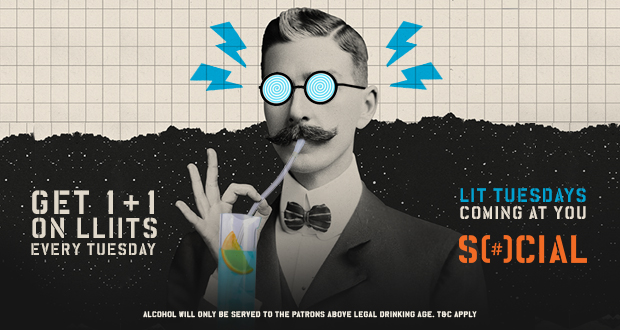 GET 1+1
ON LLIITS
EVERY TUESDAY
LIT TUESDAYS
COMING AT YOU
S(#)CIAL
ALCOHOL WILL ONLY BE SERVED TO THE PATRONS ABOVE LEGAL DRINKING AGE. T&C APPLY